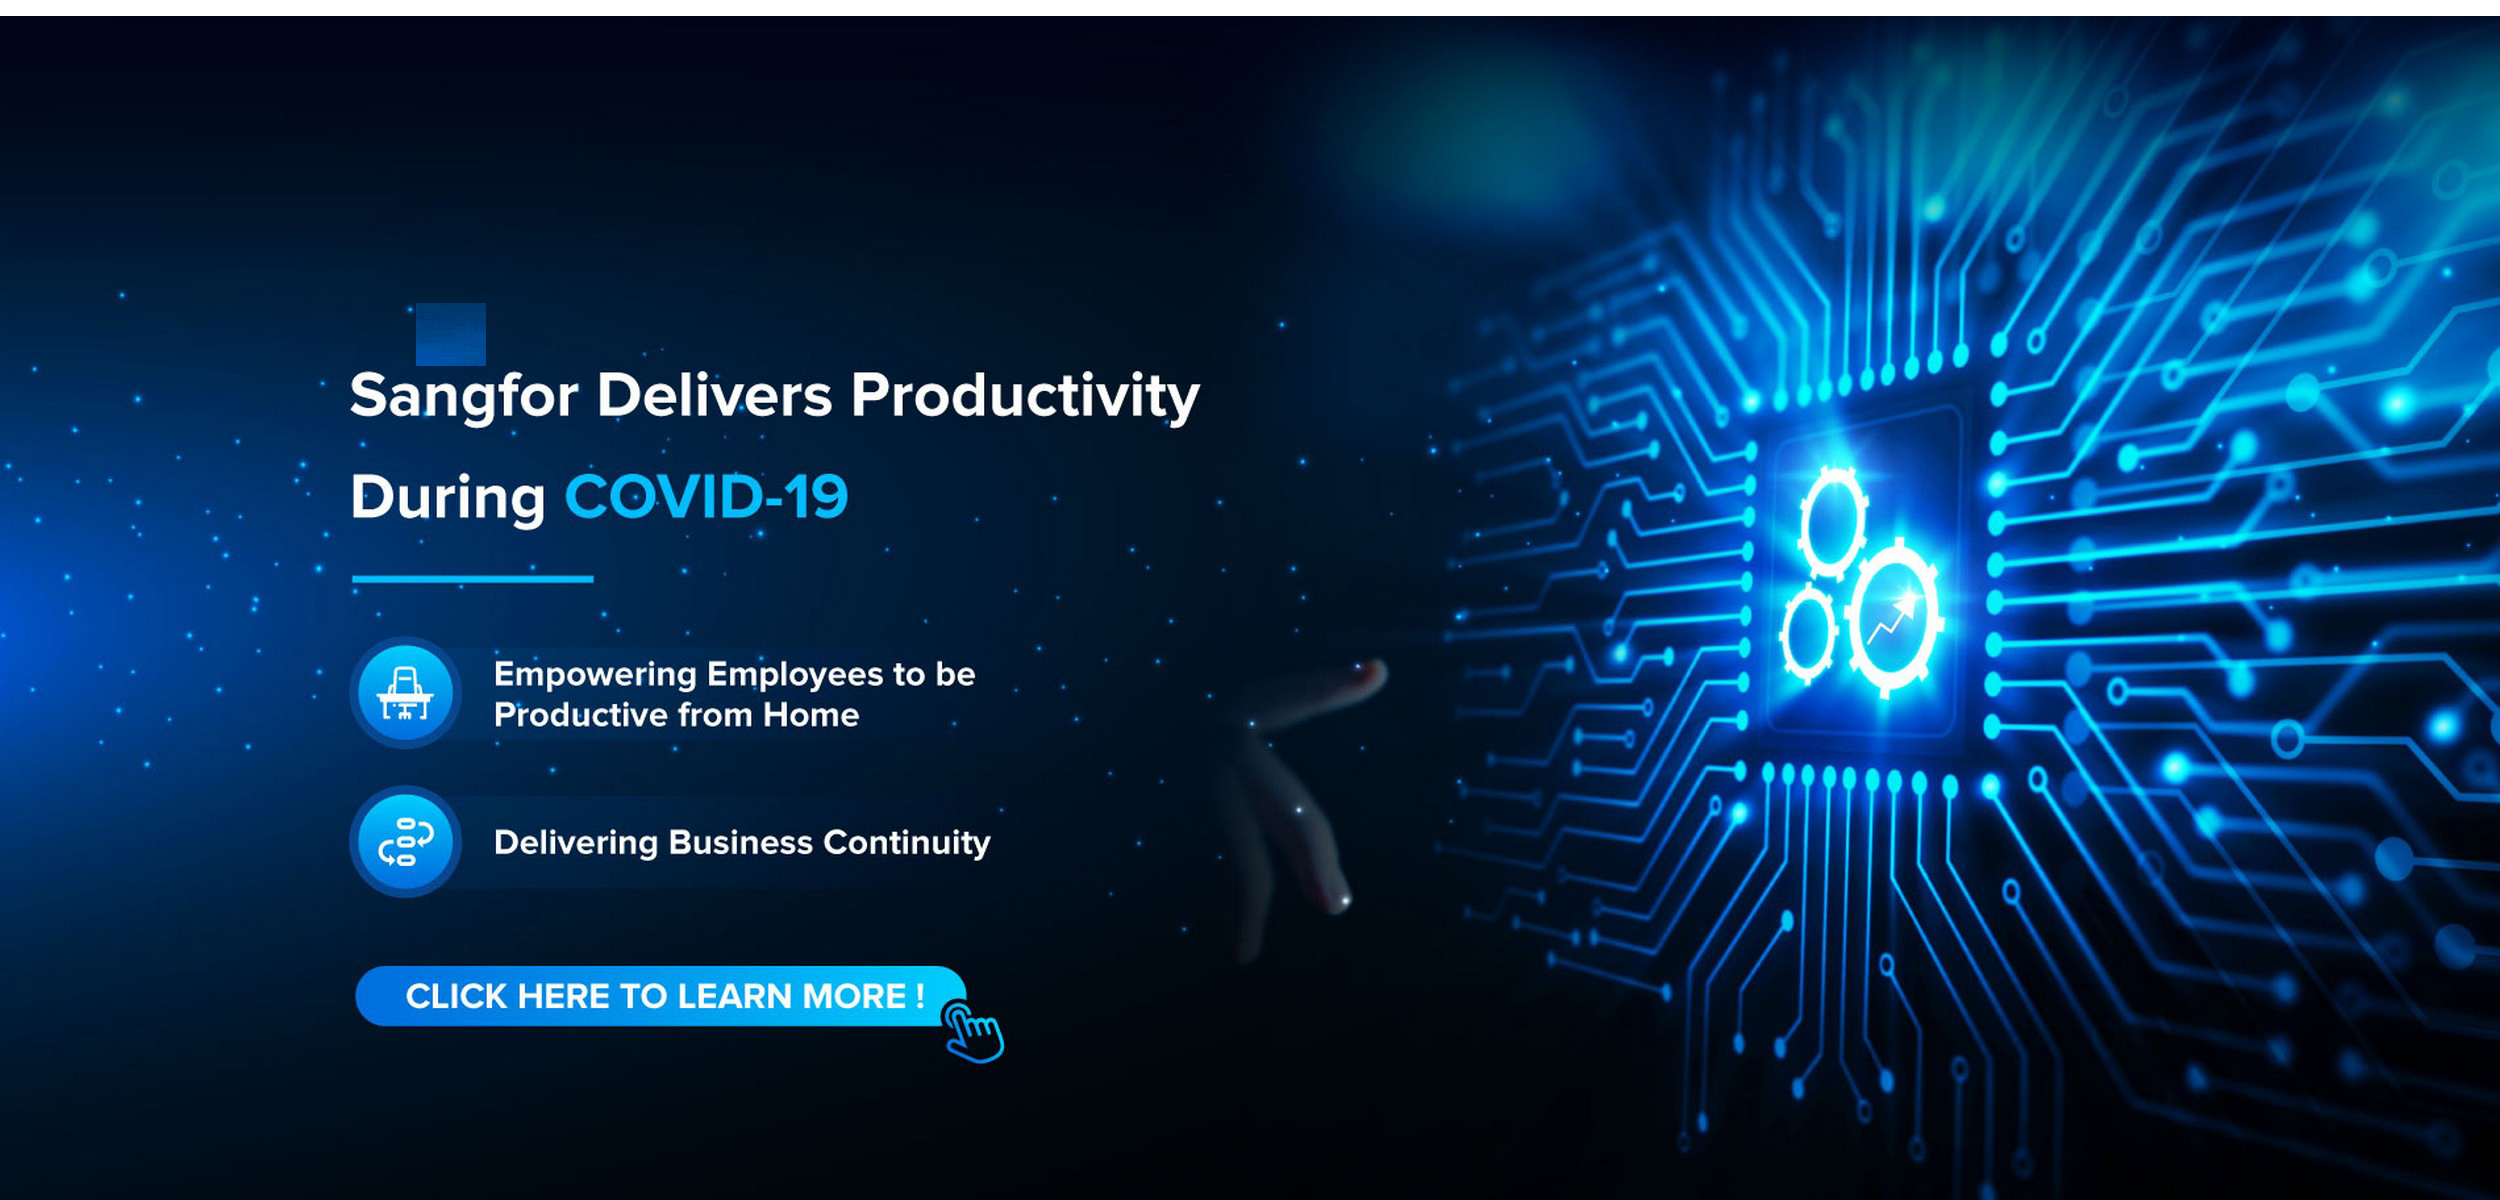 Sangfor Delivers Productivity
During COVID-19
Empowering Employees to be
Productive from Home
Delivering Business Continuity
CLICK HERE TO LEARN MORE !